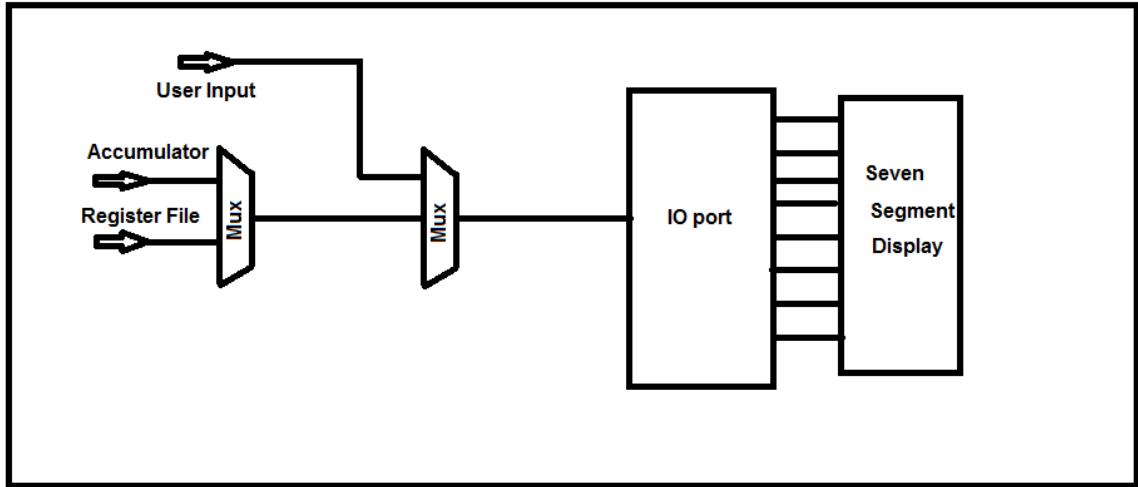 User Input
Accumulator
Register File
Mux
Mux
IO port
Seven
Segment
Display